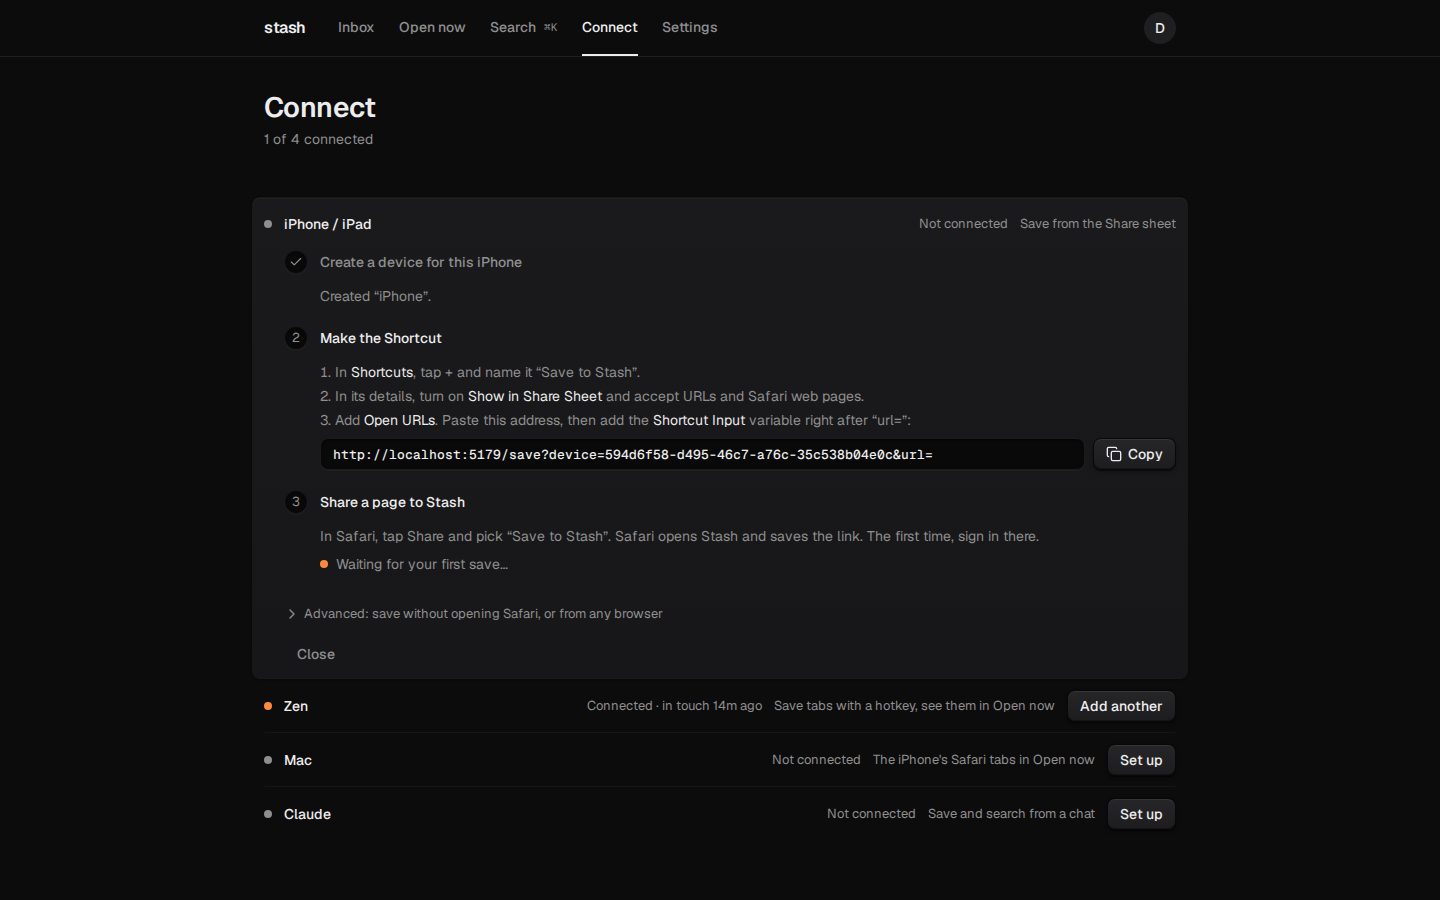 stash Inbox Open now Search ⌘K Connect Settings D
Connect
1 of 4 connected
iPhone / iPad Not connected Save from the Share sheet
Create a device for this iPhone
Created “iPhone”.
2 Make the Shortcut
1. In Shortcuts, tap + and name it “Save to Stash”.
2. In its details, turn on Show in Share Sheet and accept URLs and Safari web pages.
3. Add Open URLs. Paste this address, then add the Shortcut Input variable right after “url=”:
http://localhost:5179/save?device=594d6f58-d495-46c7-a76c-35c538b04e0c&url= Copy
3 Share a page to Stash
In Safari, tap Share and pick “Save to Stash”. Safari opens Stash and saves the link. The first time, sign in there.
Waiting for your first save…
Advanced: save without opening Safari, or from any browser
Close
Zen Connected · in touch 14m ago Save tabs with a hotkey, see them in Open now Add another
Mac Not connected The iPhone's Safari tabs in Open now Set up
Claude Not connected Save and search from a chat Set up